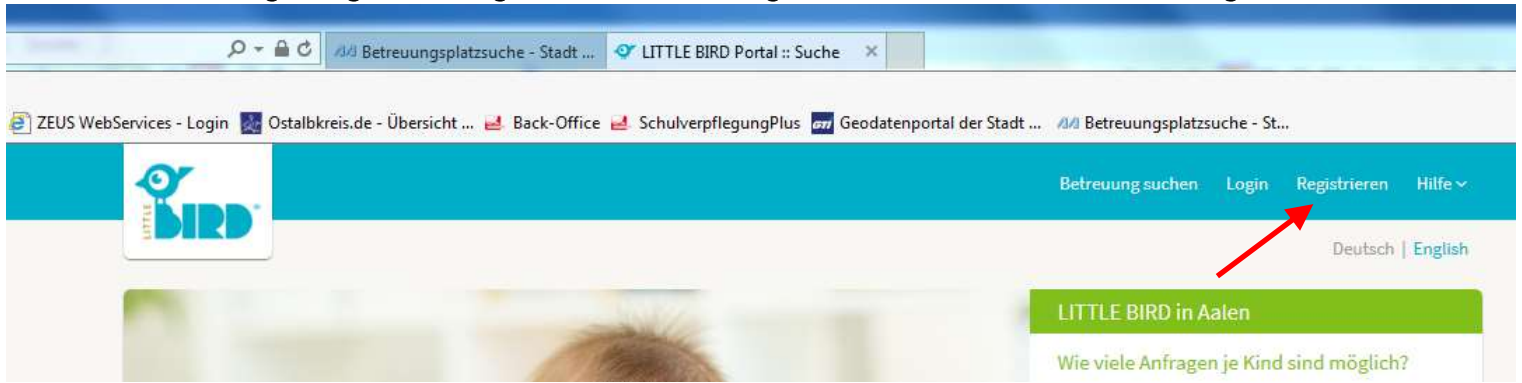 Betreuungsplatzsuche - Stadt ... LITTLE BIRD Portal :: Suche
ZEUS WebServices - Login Ostalbkreis.de - Übersicht ... Back-Office SchulverpflegungPlus GTI Geodatenportal der Stadt ... Betreuungsplatzsuche - St...
LITTLE BIRD
Betreuung suchen Login Registrieren Hilfe
Deutsch | English
LITTLE BIRD in Aalen
Wie viele Anfragen je Kind sind möglich?